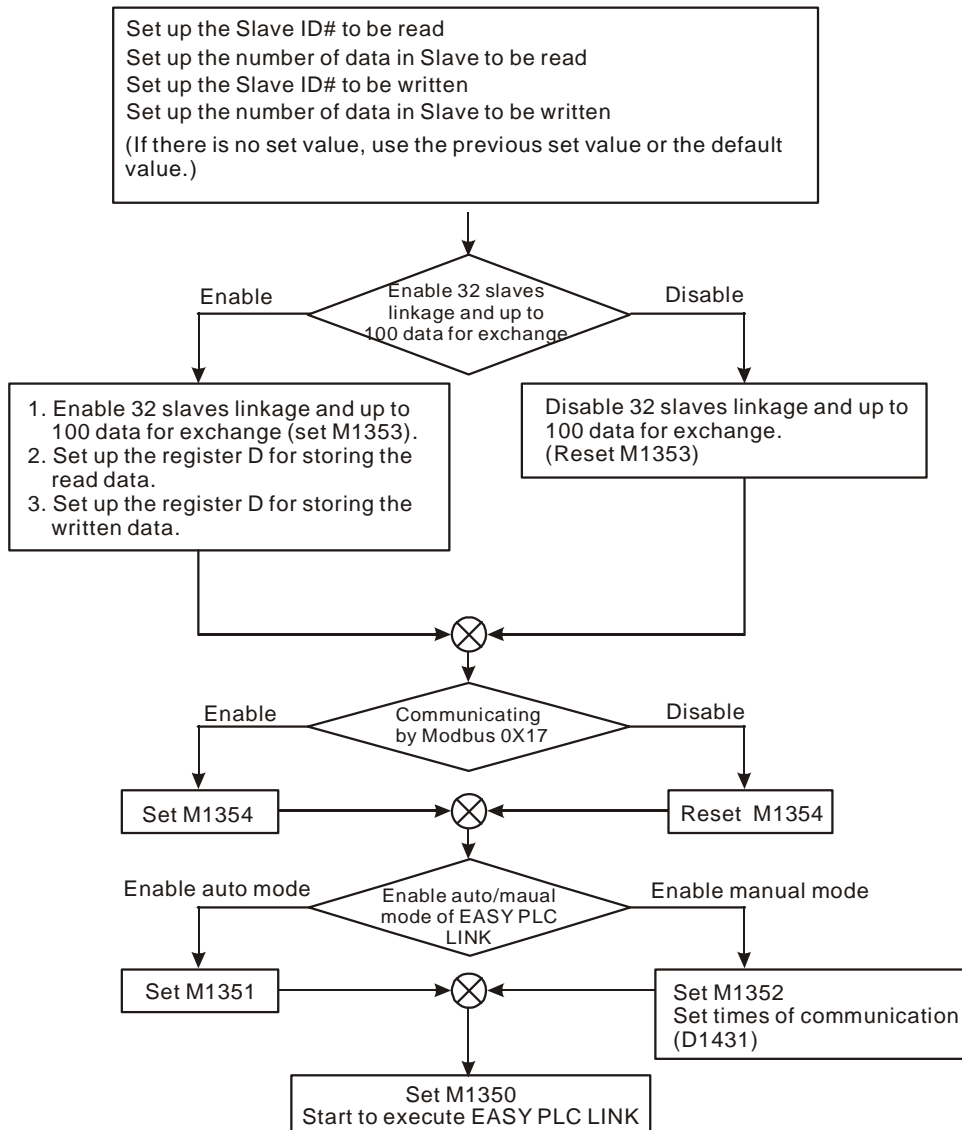 Set up the Slave ID# to be read
Set up the number of data in Slave to be read
Set up the Slave ID# to be written
Set up the number of data in Slave to be written
(If there is no set value, use the previous set value or the default
value.)
Enable
Enable 32 slaves
linkage and up to
100 data for exchange
Disable
1. Enable 32 slaves linkage and up to
100 data for exchange (set M1353).
2. Set up the register D for storing the
read data.
3. Set up the register D for storing the
written data.
Disable 32 slaves linkage and up to
100 data for exchange.
(Reset M1353)
Enable
Communicating
by Modbus 0X17
Disable
Set M1354
Reset M1354
Enable auto mode
Enable auto/maual
mode of EASY PLC
LINK
Enable manual mode
Set M1351
Set M1352
Set times of communication
(D1431)
Set M1350
Start to execute EASY PLC LINK